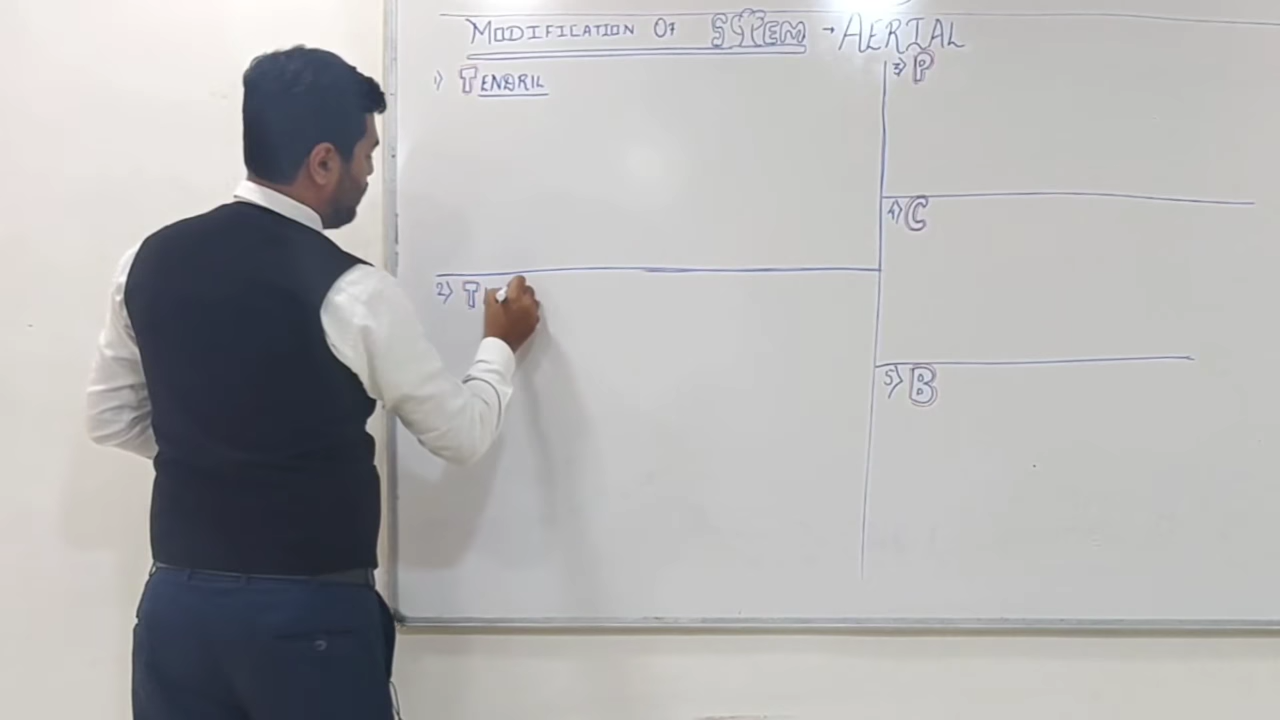 MODIFICATION OF STEM → AERIAL
1) TENDRIL
2) T
3) P
4) C
5) B